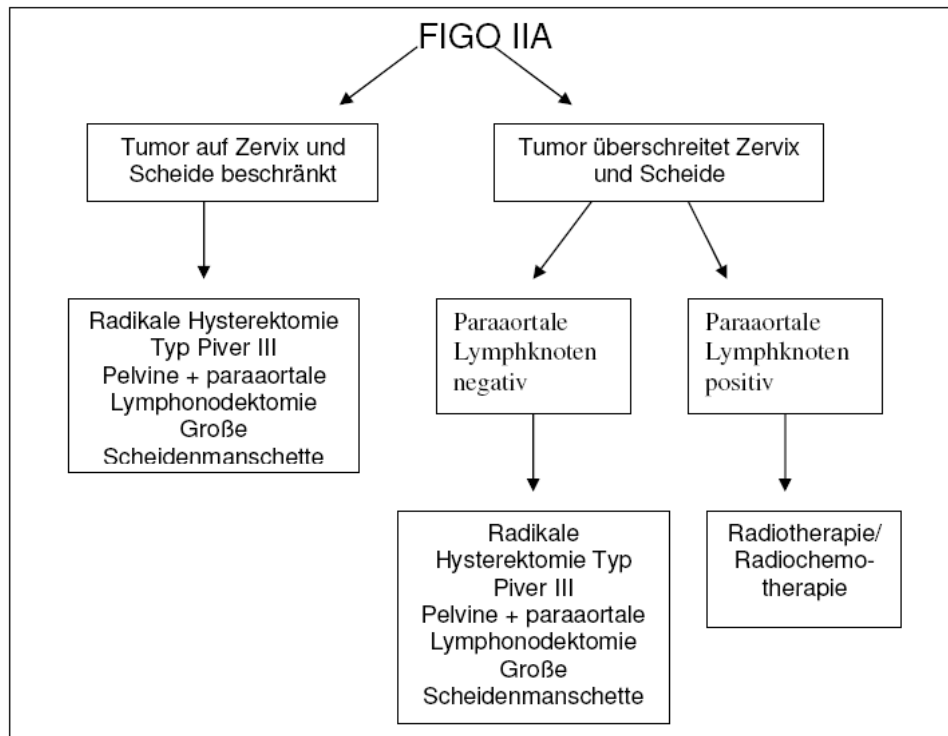 FIGO IIA
Tumor auf Zervix und
Scheide beschränkt
Tumor überschreitet Zervix
und Scheide
Radikale Hysterektomie
Typ Piver III
Pelvine + paraaortale
Lymphonodektomie
Große
Scheidenmanschette
Paraaortale
Lymphknoten
negativ
Paraaortale
Lymphknoten
positiv
Radikale
Hysterektomie Typ
Piver III
Pelvine + paraaortale
Lymphonodektomie
Große
Scheidenmanschette
Radiotherapie/
Radiochemo-
therapie